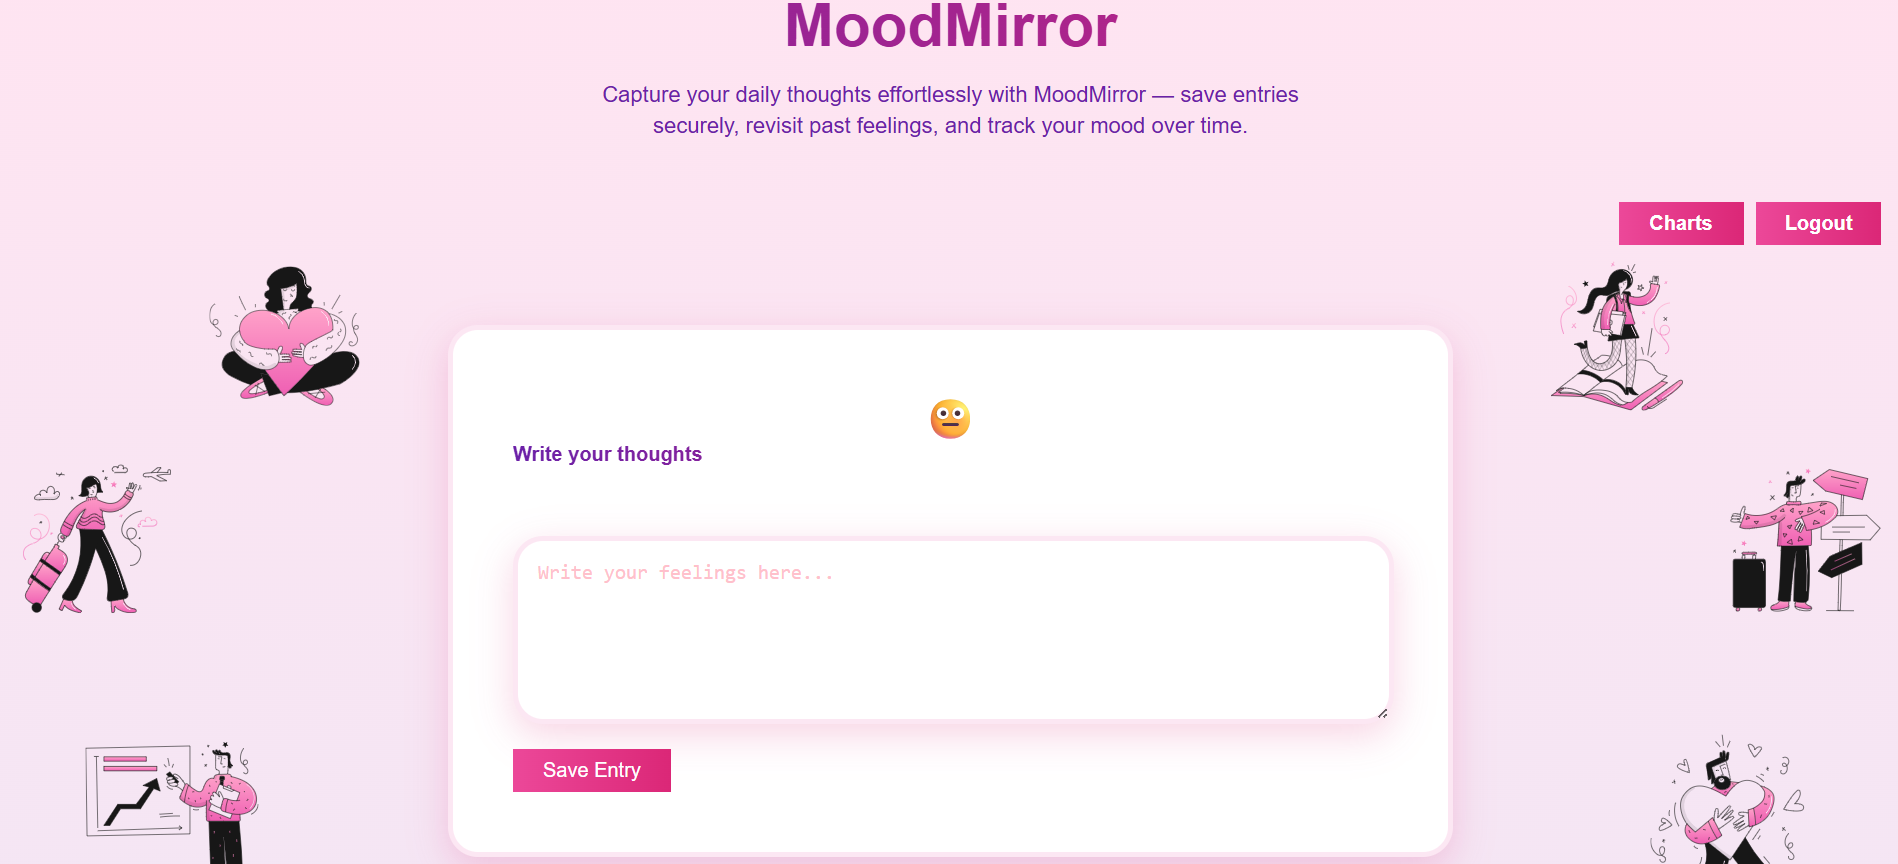 MoodMirror
Capture your daily thoughts effortlessly with MoodMirror — save entries
securely, revisit past feelings, and track your mood over time.
Charts
Logout
Write your thoughts
Write your feelings here...
Save Entry